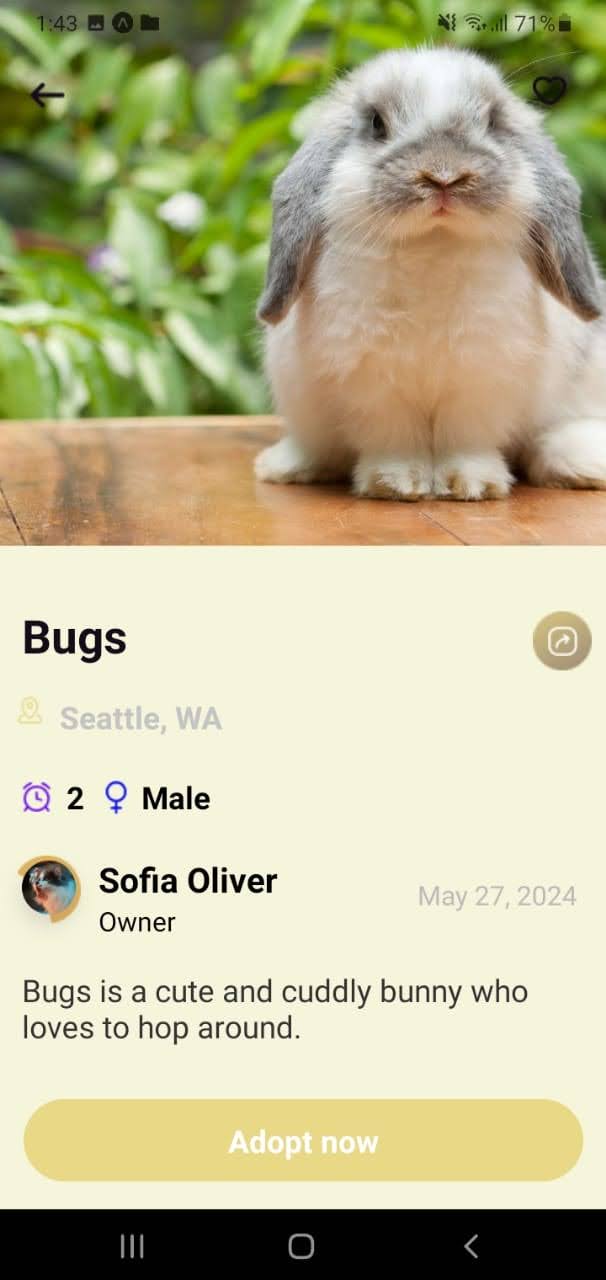 1:43
71%
Bugs
Seattle, WA
2 Male
Sofia Oliver
Owner
May 27, 2024
Bugs is a cute and cuddly bunny who
loves to hop around.
Adopt now